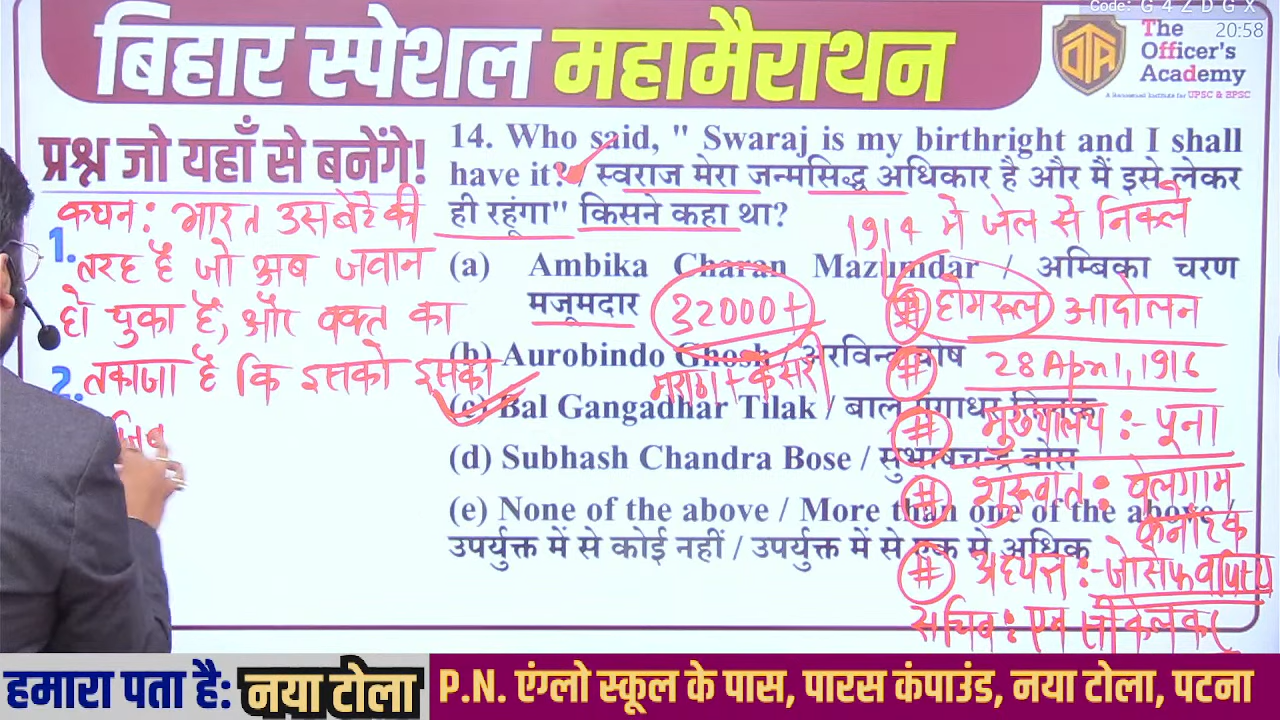 Code: G 4 Z D G X
20:58
बिहार स्पेशल महामैराथन
The
Officer's
Academy
A Renowned Institute for UPSC & BPSC
OTA
प्रश्न जो यहाँ से बनेंगे!
14. Who said, " Swaraj is my birthright and I shall
have it? / स्वराज मेरा जन्मसिद्ध अधिकार है और मैं इसे लेकर
ही रहूंगा" किसने कहा था?
(a) Ambika Charan Mazumdar / अम्बिका चरण
मजूमदार
(b) Aurobindo Ghosh / अरविन्द घोष
(c) Bal Gangadhar Tilak / बाल गंगाधर तिलक
(d) Subhash Chandra Bose / सुभाषचन्द्र बोस
(e) None of the above / More than one of the above /
उपर्युक्त में से कोई नहीं / उपर्युक्त में से एक से अधिक
1.
2.
कथन: भारत उस बेटे की
तरह है जो अब जवान
हो चुका है, और वक्त का
तकाजा है कि इसको इसका
32000+
मराठा + केसरी
1914 में जेल से निकले
# होमरूल आंदोलन
# 28 April, 1916
# मुख्यालय :- पूना
# शुरुवात : वेलगाम
कर्नाटक
# अध्यक्ष :- जोसेफ वपतिस्टा
सचिव: एन सी केलकर
हमारा पता है: नया टोला
P.N. एंग्लो स्कूल के पास, पारस कंपाउंड, नया टोला, पटना